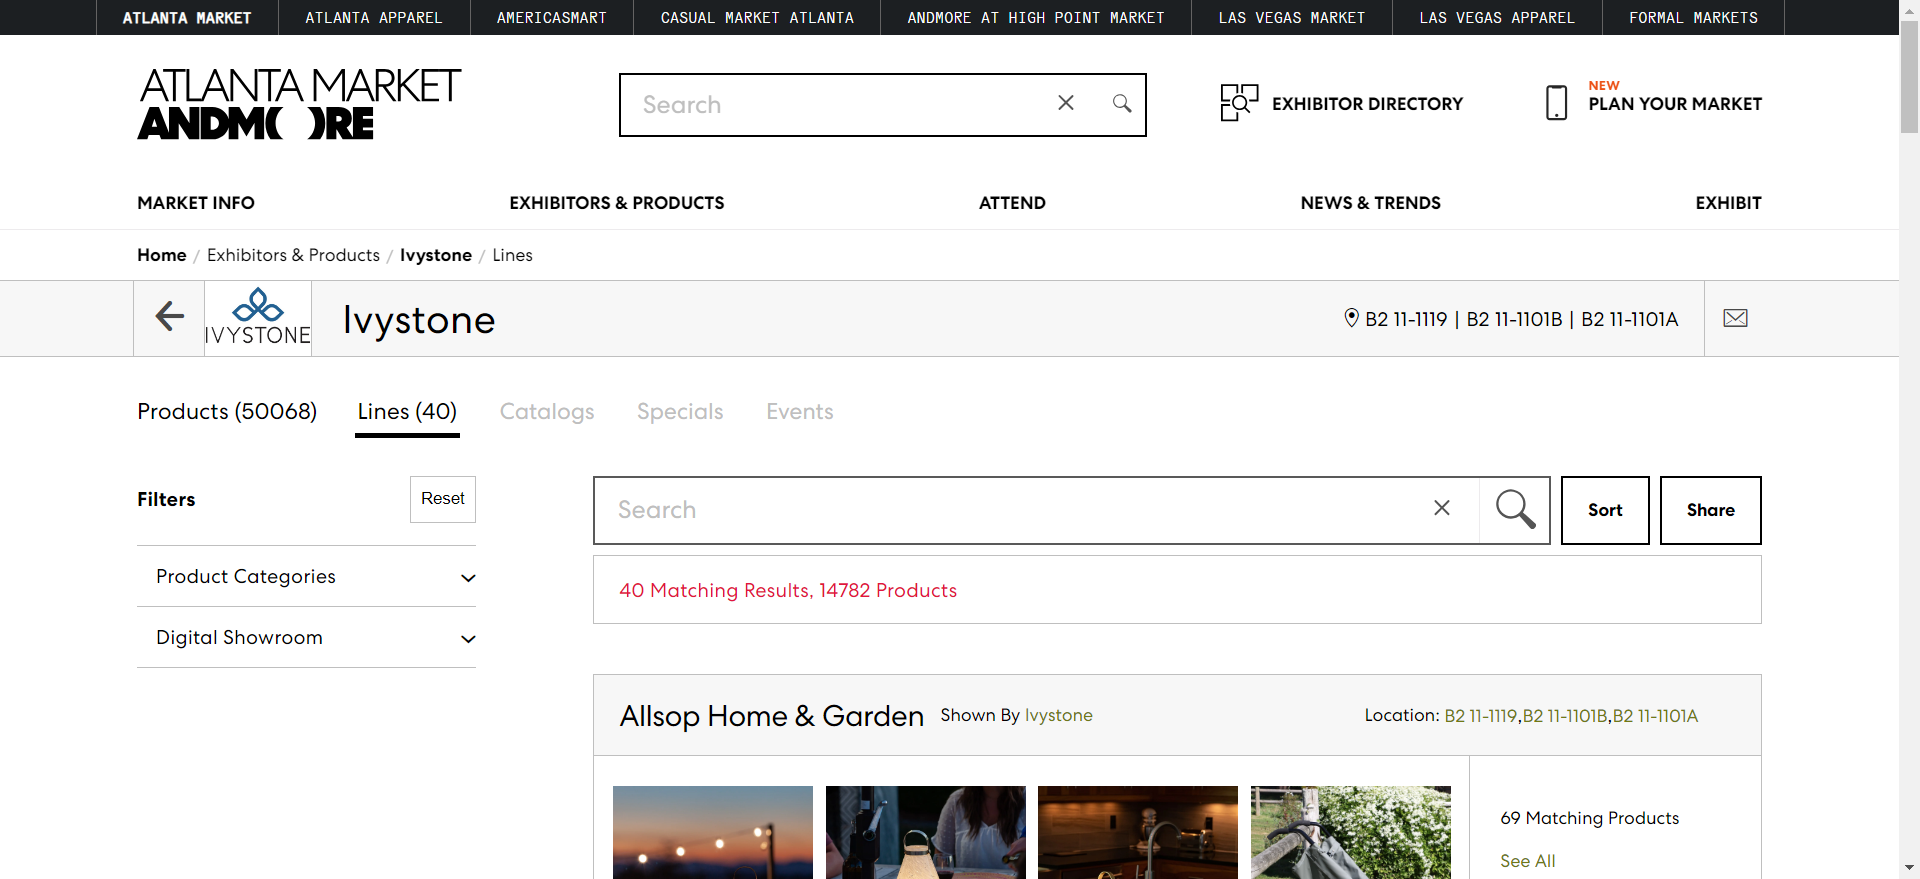 ATLANTA MARKET
ATLANTA APPAREL
AMERICASMART
CASUAL MARKET ATLANTA
ANDMORE AT HIGH POINT MARKET
LAS VEGAS MARKET
LAS VEGAS APPAREL
FORMAL MARKETS
ATLANTA MARKET
ANDMORE
Search
EXHIBITOR DIRECTORY
NEW
PLAN YOUR MARKET
MARKET INFO
EXHIBITORS & PRODUCTS
ATTEND
NEWS & TRENDS
EXHIBIT
Home / Exhibitors & Products / Ivystone / Lines
IVYSTONE
Ivystone
B2 11-1119 | B2 11-1101B | B2 11-1101A
Products (50068)
Lines (40)
Catalogs
Specials
Events
Filters
Reset
Product Categories
Digital Showroom
Search
Sort
Share
40 Matching Results, 14782 Products
Allsop Home & Garden
Shown By Ivystone
Location: B2 11-1119,B2 11-1101B,B2 11-1101A
69 Matching Products
See All